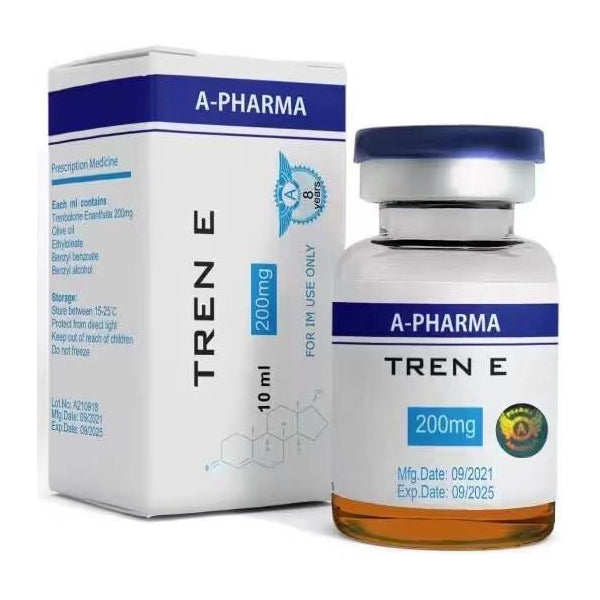 A-PHARMA
Prescription Medicine
Each ml contains
Trenbolone Enanthate 200mg
Olive oil
Ethyloleate
Benzyl benzoate
Benzyl alcohol
Storage:
Store between 15-25°C
Protect from direct light
Keep out of reach of children
Do not freeze
Lot.No: A210918
Mfg.Date: 09/2021
Exp.Date: 09/2025
TREN E
200mg
10 ml
FOR IM USE ONLY
A
8
years
A-PHARMA
TREN E
200mg
PHARMA
A
Mfg.Date: 09/2021
Exp.Date: 09/2025